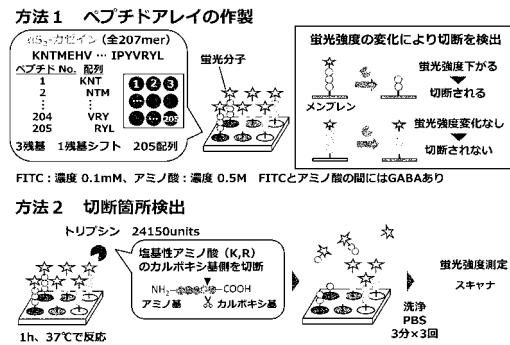 方法１ ペプチドアレイの作製
αS₂-カゼイン（全207mer）
KNTMEHV … IPYVRYL
ペプチド No. 配列
1 KNT
2 NTM
⋮ ⋮
204 VRY
205 RYL
1 2 3
… 205
3残基 1残基シフト 205配列
蛍光分子
蛍光強度の変化により切断を検出
蛍光強度下がる
切断される
メンブレン
蛍光強度変化なし
切断されない
FITC：濃度 0.1mM、アミノ酸：濃度 0.5M FITCとアミノ酸の間にはGABAあり
方法２ 切断箇所検出
トリプシン 24150units
塩基性アミノ酸（K,R）
のカルボキシ基側を切断
NH₂ COOH
アミノ基 カルボキシ基
1h、37℃で反応
洗浄
PBS
3分×3回
蛍光強度測定
スキャナ